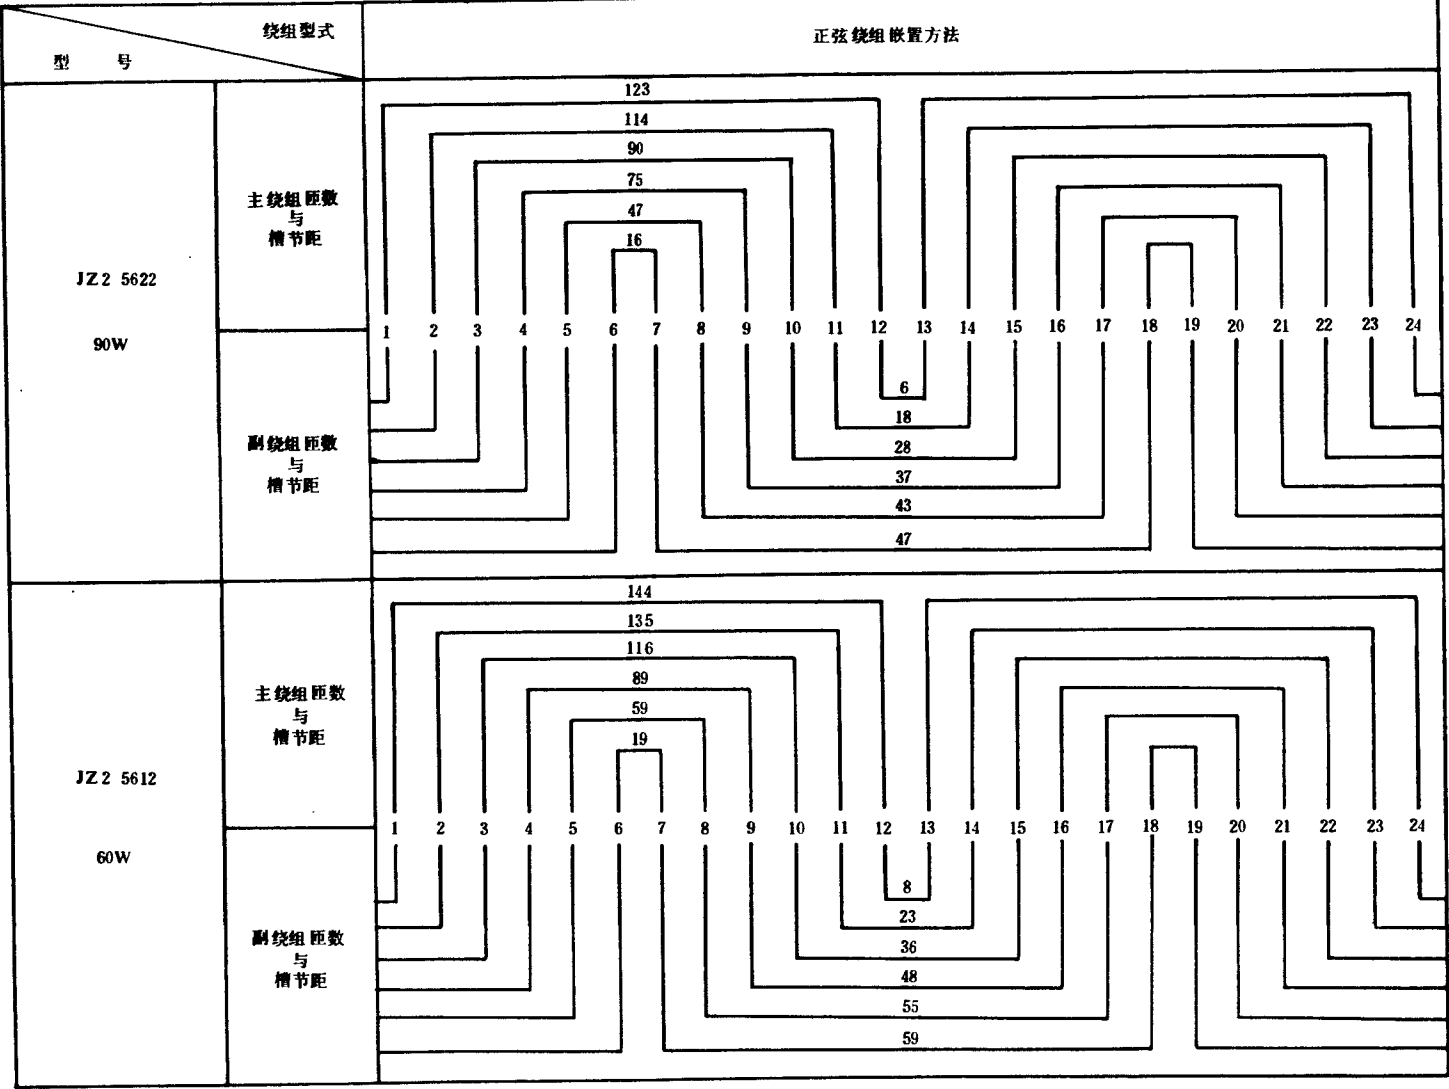 绕组型式
型 号
正弦绕组嵌置方法
JZ2 5622
90W
主绕组匝数
与
槽节距
123
114
90
75
47
16
1 2 3 4 5 6 7 8 9 10 11 12 13 14 15 16 17 18 19 20 21 22 23 24
副绕组匝数
与
槽节距
6
18
28
37
43
47
JZ2 5612
60W
主绕组匝数
与
槽节距
144
135
116
89
59
19
1 2 3 4 5 6 7 8 9 10 11 12 13 14 15 16 17 18 19 20 21 22 23 24
副绕组匝数
与
槽节距
8
23
36
48
55
59